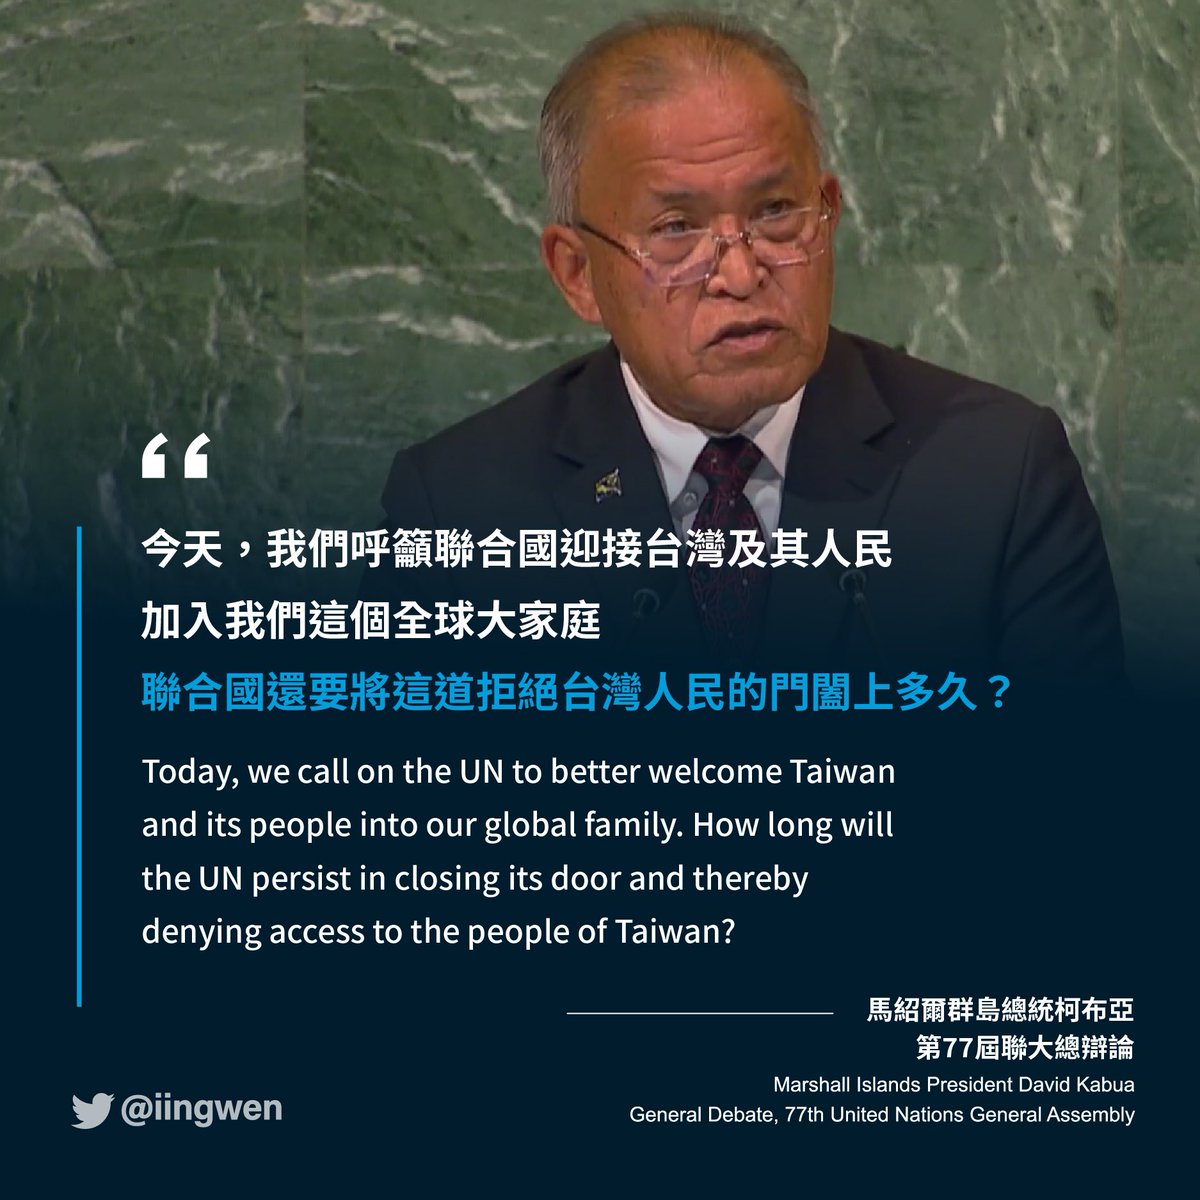 今天，我們呼籲聯合國迎接台灣及其人民
加入我們這個全球大家庭
聯合國還要將這道拒絕台灣人民的門闔上多久？
Today, we call on the UN to better welcome Taiwan
and its people into our global family. How long will
the UN persist in closing its door and thereby
denying access to the people of Taiwan?
馬紹爾群島總統柯布亞
第77屆聯大總辯論
Marshall Islands President David Kabua
General Debate, 77th United Nations General Assembly
@iingwen